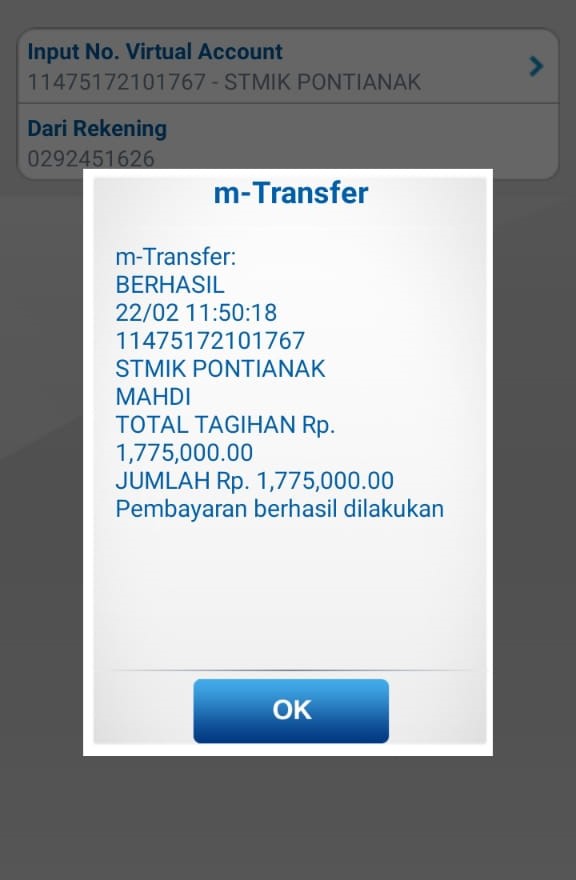 Input No. Virtual Account
11475172101767 - STMIK PONTIANAK
Dari Rekening
0292451626
m-Transfer
m-Transfer:
BERHASIL
22/02 11:50:18
11475172101767
STMIK PONTIANAK
MAHDI
TOTAL TAGIHAN Rp.
1,775,000.00
JUMLAH Rp. 1,775,000.00
Pembayaran berhasil dilakukan
OK